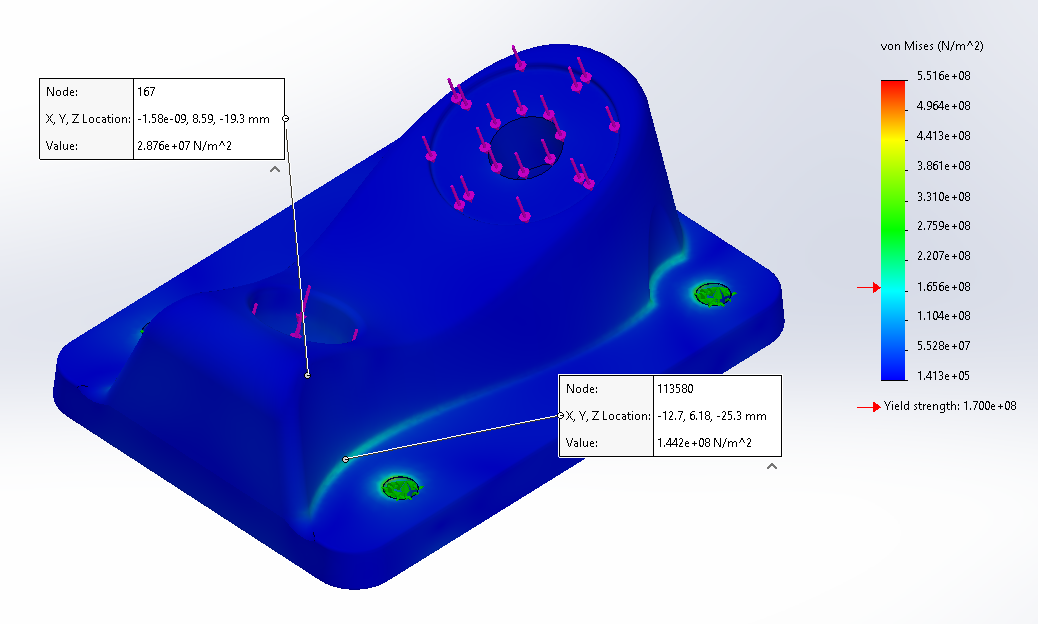 von Mises (N/m^2)
5.516e+08
4.964e+08
4.413e+08
3.861e+08
3.310e+08
2.759e+08
2.207e+08
1.656e+08
1.104e+08
5.528e+07
1.413e+05
Yield strength: 1.700e+08
Node: 167
X, Y, Z Location: -1.58e-09, 8.59, -19.3 mm
Value: 2.876e+07 N/m^2
Node: 113580
X, Y, Z Location: -12.7, 6.18, -25.3 mm
Value: 1.442e+08 N/m^2